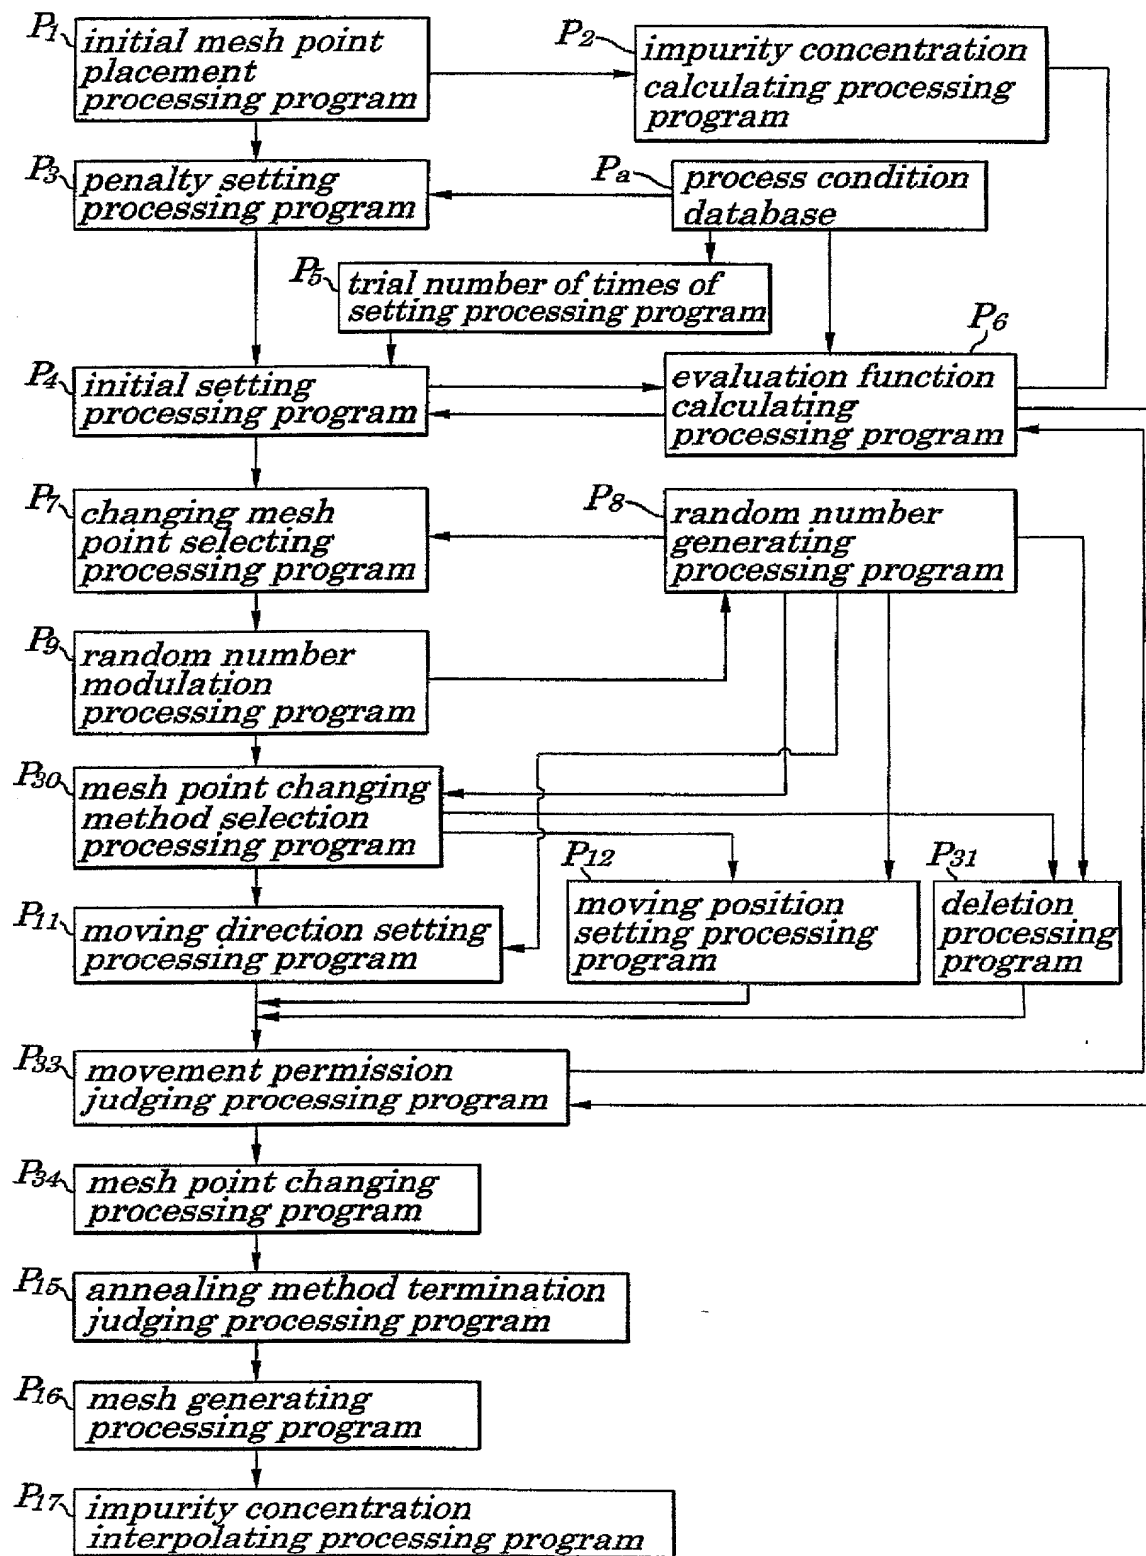 P1
initial mesh point
placement
processing program
P2
impurity concentration
calculating processing
program
P3
penalty setting
processing program
Pa
process condition
database
P5
trial number of times of
setting processing program
P4
initial setting
processing program
P6
evaluation function
calculating
processing program
P7
changing mesh
point selecting
processing program
P8
random number
generating
processing program
P9
random number
modulation
processing program
P30
mesh point changing
method selection
processing program
P11
moving direction setting
processing program
P12
moving position
setting processing
program
P31
deletion
processing
program
P33
movement permission
judging processing program
P34
mesh point changing
processing program
P15
annealing method termination
judging processing program
P16
mesh generating
processing program
P17
impurity concentration
interpolating processing program